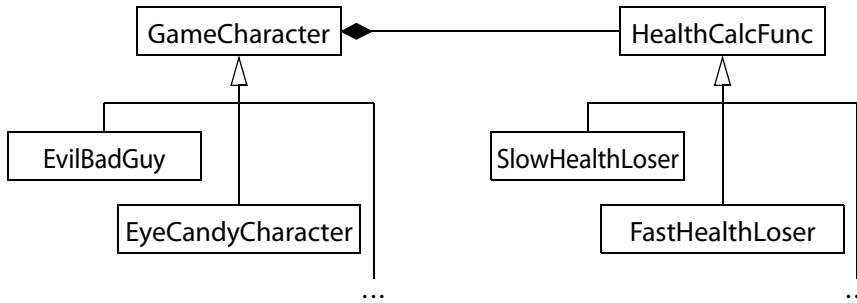 GameCharacter
HealthCalcFunc
EvilBadGuy
SlowHealthLoser
EyeCandyCharacter
FastHealthLoser
...
...